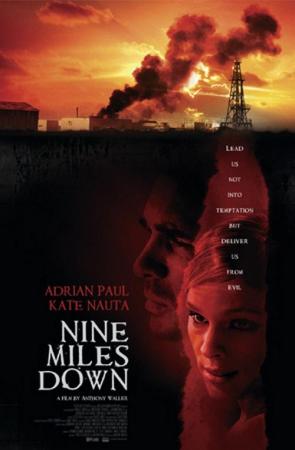 LEAD
US
NOT
INTO
TEMPTATION
BUT
DELIVER
US
FROM
EVIL
ADRIAN PAUL
KATE NAUTA
NINE
MILES
DOWN
A FILM BY ANTHONY WALLER